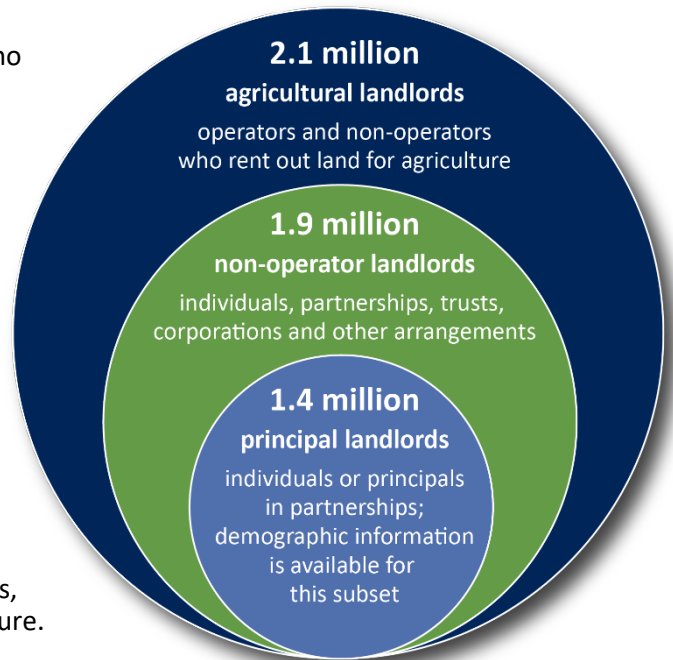 2.1 million
agricultural landlords
operators and non-operators
who rent out land for agriculture
1.9 million
non-operator landlords
individuals, partnerships, trusts,
corporations and other arrangements
1.4 million
principal landlords
individuals or principals
in partnerships;
demographic information
is available for
this subset
ure.